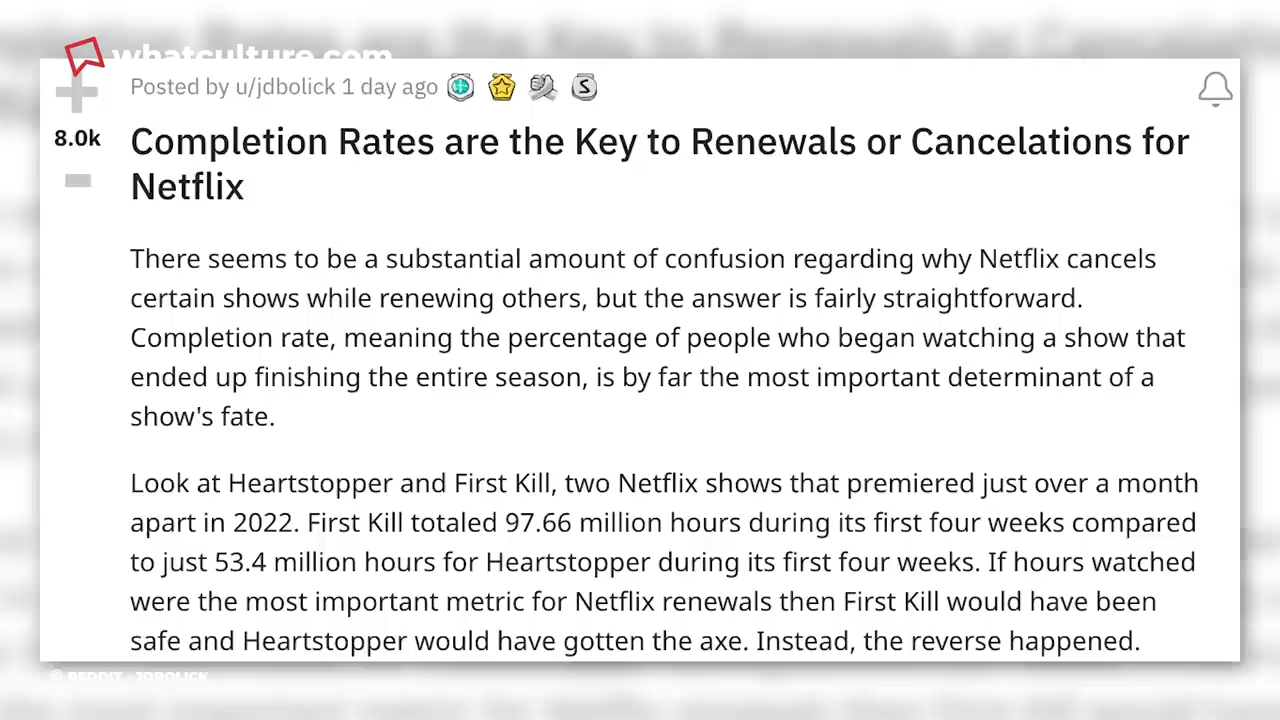 whatculture.com
Posted by u/jdbolick 1 day ago
8.0k
Completion Rates are the Key to Renewals or Cancelations for
Netflix
There seems to be a substantial amount of confusion regarding why Netflix cancels
certain shows while renewing others, but the answer is fairly straightforward.
Completion rate, meaning the percentage of people who began watching a show that
ended up finishing the entire season, is by far the most important determinant of a
show's fate.
Look at Heartstopper and First Kill, two Netflix shows that premiered just over a month
apart in 2022. First Kill totaled 97.66 million hours during its first four weeks compared
to just 53.4 million hours for Heartstopper during its first four weeks. If hours watched
were the most important metric for Netflix renewals then First Kill would have been
safe and Heartstopper would have gotten the axe. Instead, the reverse happened.
© REDDIT - JDBOLICK